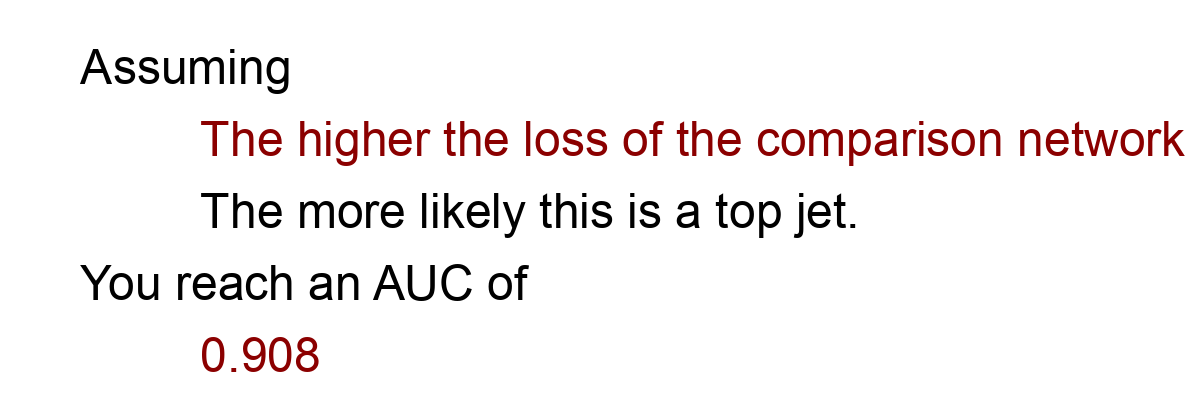 Assuming
The higher the loss of the comparison network
The more likely this is a top jet.
You reach an AUC of
0.908